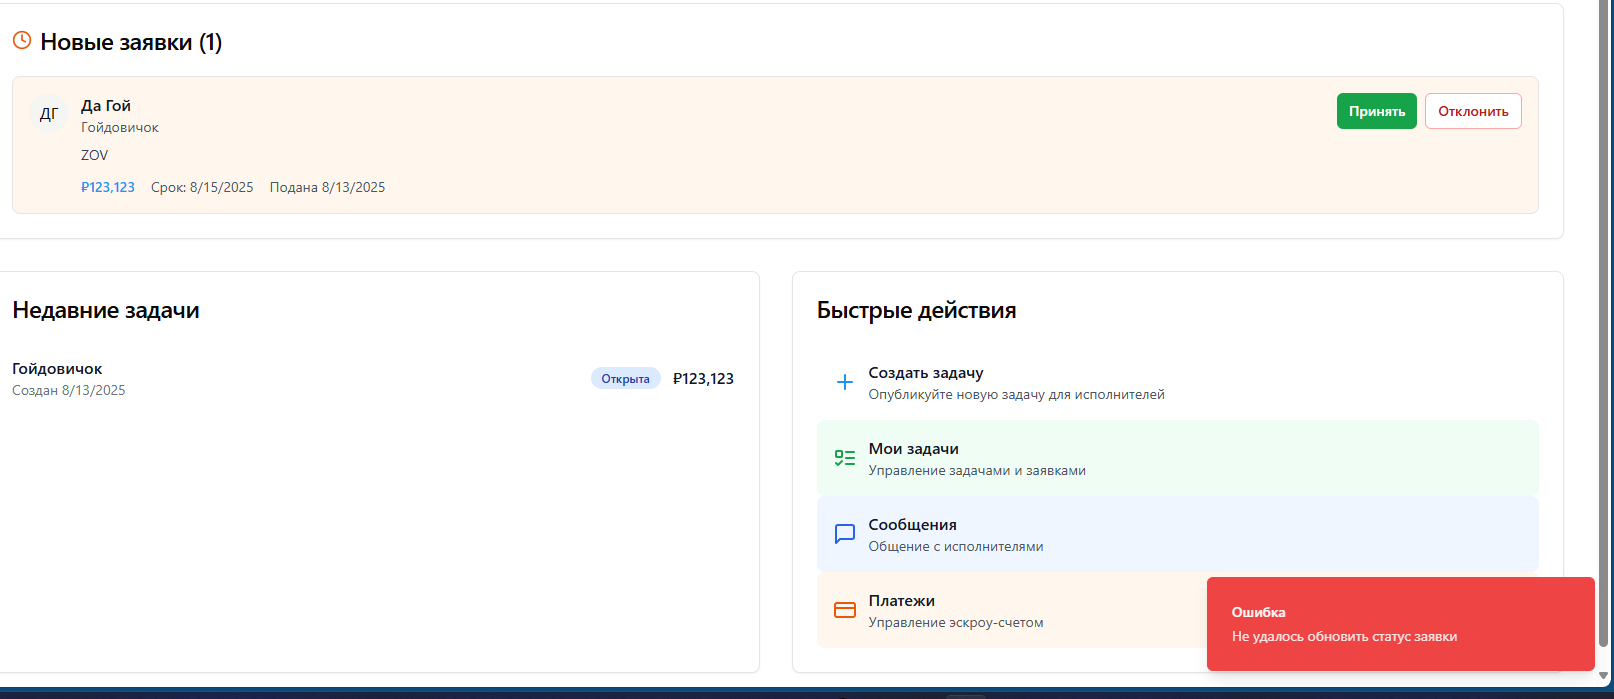 Новые заявки (1)
ДГ
Да Гой
Гойдовичок
ZOV
₽123,123 Срок: 8/15/2025 Подана 8/13/2025
Принять Отклонить
Недавние задачи
Гойдовичок
Создан 8/13/2025
Открыта ₽123,123
Быстрые действия
Создать задачу
Опубликуйте новую задачу для исполнителей
Мои задачи
Управление задачами и заявками
Сообщения
Общение с исполнителями
Платежи
Управление эскроу-счетом
Ошибка
Не удалось обновить статус заявки